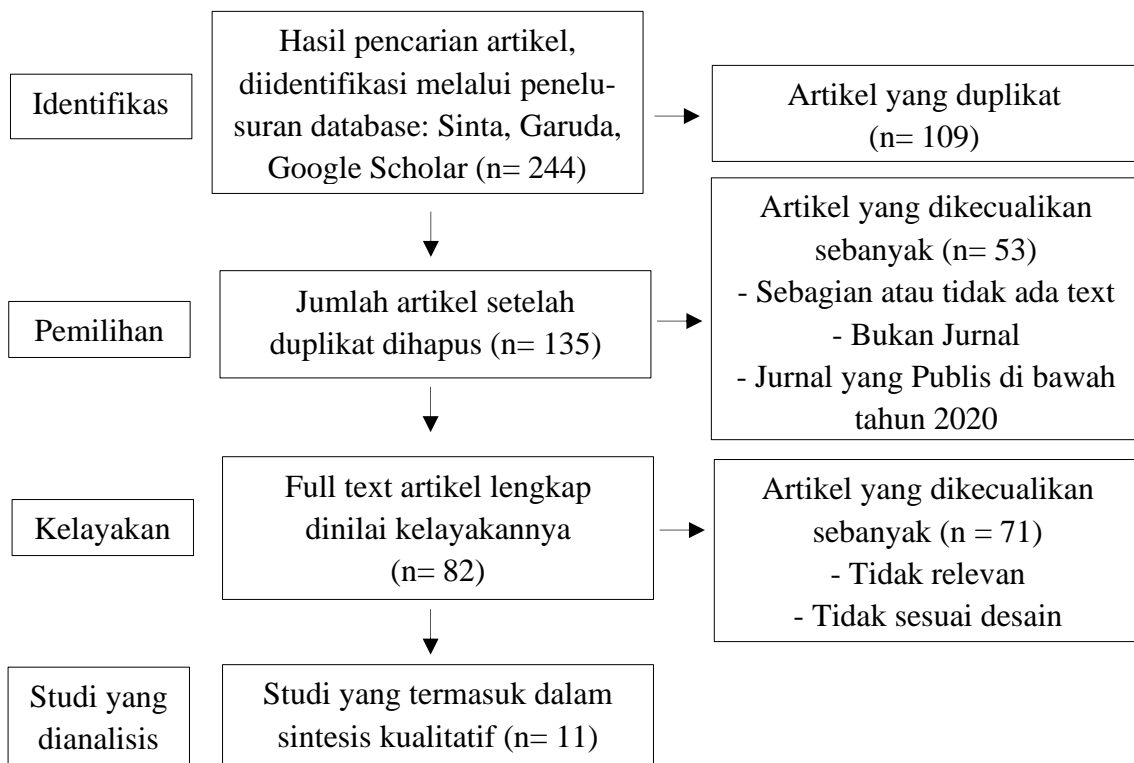 Identifikas
Hasil pencarian artikel,
diidentifikasi melalui penelu-
suran database: Sinta, Garuda,
Google Scholar (n= 244)
Artikel yang duplikat
(n= 109)
Pemilihan
Jumlah artikel setelah
duplikat dihapus (n= 135)
Artikel yang dikecualikan
sebanyak (n= 53)
- Sebagian atau tidak ada text
- Bukan Jurnal
- Jurnal yang Publis di bawah
tahun 2020
Kelayakan
Full text artikel lengkap
dinilai kelayakannya
(n= 82)
Artikel yang dikecualikan
sebanyak (n = 71)
- Tidak relevan
- Tidak sesuai desain
Studi yang
dianalisis
Studi yang termasuk dalam
sintesis kualitatif (n= 11)